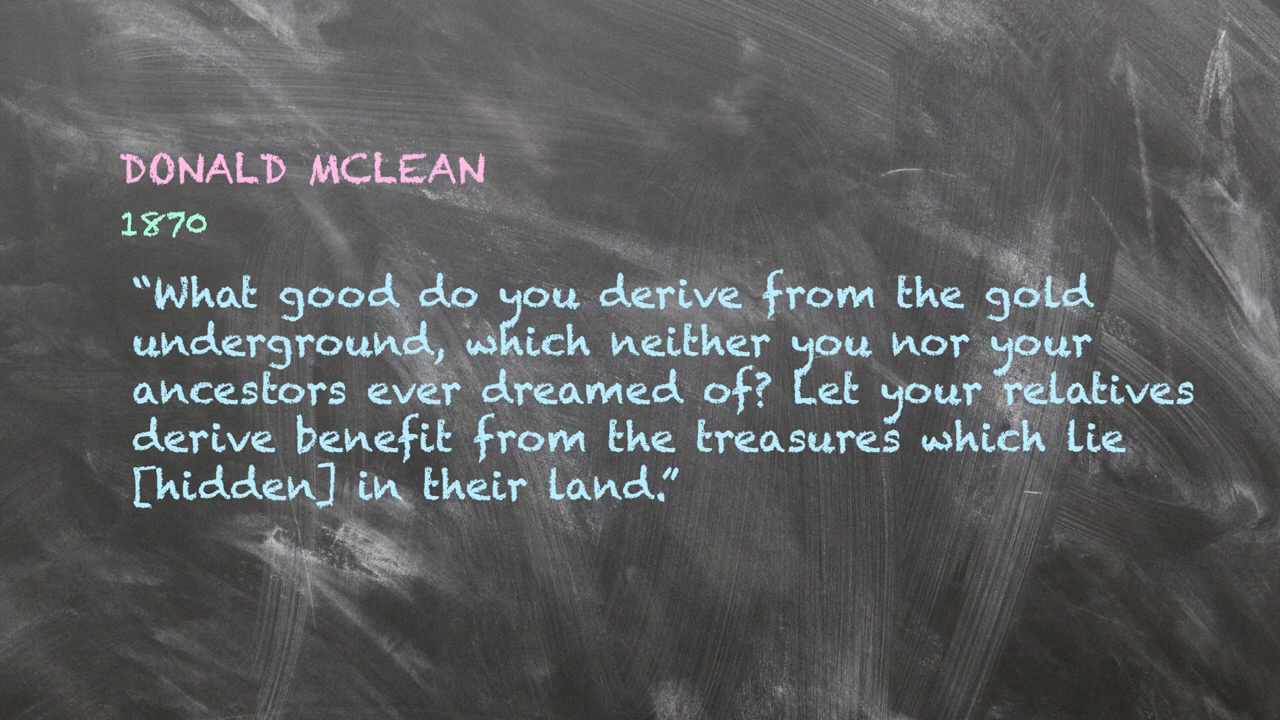 DONALD MCLEAN
1870
“What good do you derive from the gold
underground, which neither you nor your
ancestors ever dreamed of? Let your relatives
derive benefit from the treasures which lie
[hidden] in their land.”